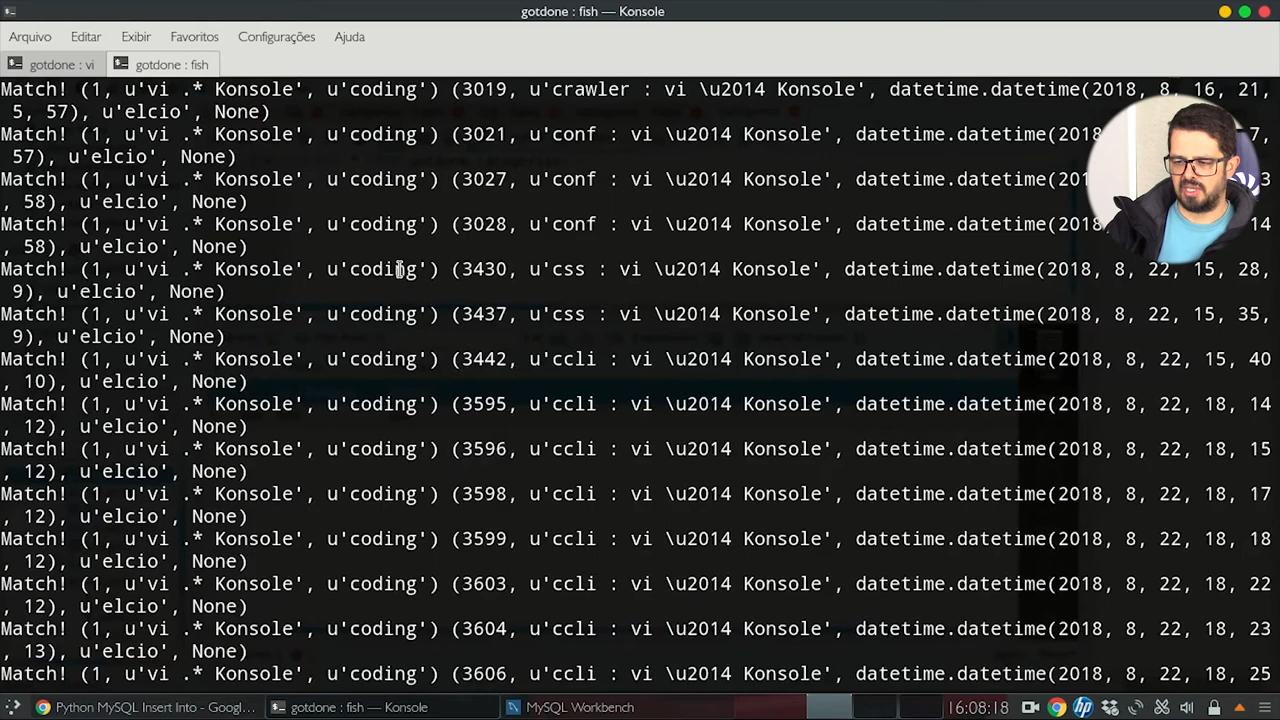 gotdone : fish — Konsole
Arquivo Editar Exibir Favoritos Configurações Ajuda
gotdone : vi gotdone : fish
Match! (1, u'vi .* Konsole', u'coding') (3019, u'crawler : vi \u2014 Konsole', datetime.datetime(2018, 8, 16, 21,
5, 57), u'elcio', None)
Match! (1, u'vi .* Konsole', u'coding') (3021, u'conf : vi \u2014 Konsole', datetime.datetime(2018, 7,
57), u'elcio', None)
Match! (1, u'vi .* Konsole', u'coding') (3027, u'conf : vi \u2014 Konsole', datetime.datetime(201 3
, 58), u'elcio', None)
Match! (1, u'vi .* Konsole', u'coding') (3028, u'conf : vi \u2014 Konsole', datetime.datetime(2018, 14
, 58), u'elcio', None)
Match! (1, u'vi .* Konsole', u'coding') (3430, u'css : vi \u2014 Konsole', datetime.datetime(2018, 8, 22, 15, 28,
9), u'elcio', None)
Match! (1, u'vi .* Konsole', u'coding') (3437, u'css : vi \u2014 Konsole', datetime.datetime(2018, 8, 22, 15, 35,
9), u'elcio', None)
Match! (1, u'vi .* Konsole', u'coding') (3442, u'ccli : vi \u2014 Konsole', datetime.datetime(2018, 8, 22, 15, 40
, 10), u'elcio', None)
Match! (1, u'vi .* Konsole', u'coding') (3595, u'ccli : vi \u2014 Konsole', datetime.datetime(2018, 8, 22, 18, 14
, 12), u'elcio', None)
Match! (1, u'vi .* Konsole', u'coding') (3596, u'ccli : vi \u2014 Konsole', datetime.datetime(2018, 8, 22, 18, 15
, 12), u'elcio', None)
Match! (1, u'vi .* Konsole', u'coding') (3598, u'ccli : vi \u2014 Konsole', datetime.datetime(2018, 8, 22, 18, 17
, 12), u'elcio', None)
Match! (1, u'vi .* Konsole', u'coding') (3599, u'ccli : vi \u2014 Konsole', datetime.datetime(2018, 8, 22, 18, 18
, 12), u'elcio', None)
Match! (1, u'vi .* Konsole', u'coding') (3603, u'ccli : vi \u2014 Konsole', datetime.datetime(2018, 8, 22, 18, 22
, 12), u'elcio', None)
Match! (1, u'vi .* Konsole', u'coding') (3604, u'ccli : vi \u2014 Konsole', datetime.datetime(2018, 8, 22, 18, 23
, 13), u'elcio', None)
Match! (1, u'vi .* Konsole', u'coding') (3606, u'ccli : vi \u2014 Konsole', datetime.datetime(2018, 8, 22, 18, 25
Python MySQL Insert Into - Googl... gotdone : fish — Konsole MySQL Workbench 16:08:18